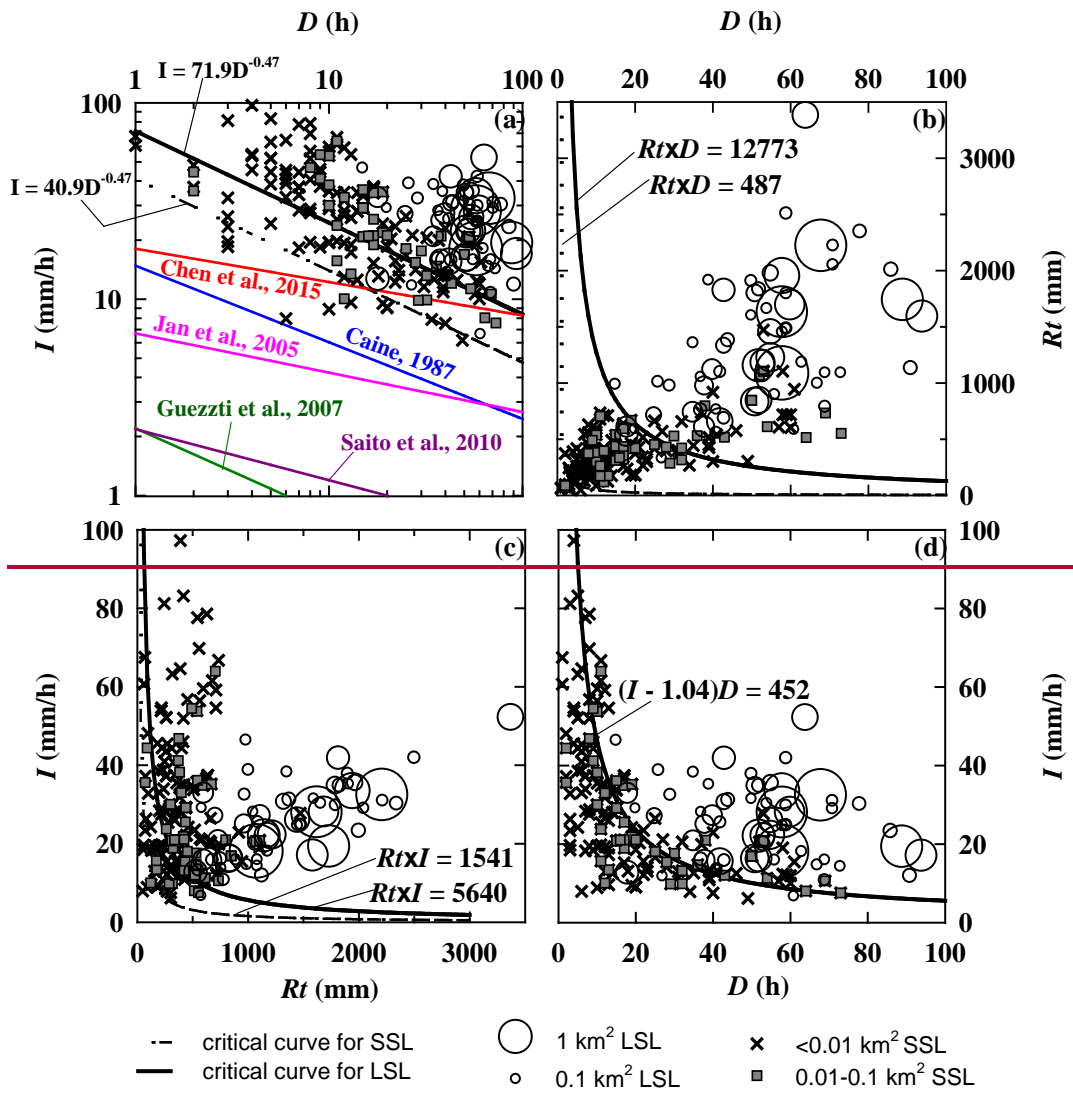 D (h)
D (h)
1
10
100
0
20
40
60
80
100
I = 71.9D^-0.47
I = 40.9D^-0.47
100
10
1
I (mm/h)
(a)
Chen et al., 2015
Jan et al., 2005
Caine, 1987
Guezzti et al., 2007
Saito et al., 2010
(b)
RtxD = 12773
RtxD = 487
3000
2000
1000
0
Rt (mm)
(c)
100
80
60
40
20
0
I (mm/h)
RtxI = 1541
RtxI = 5640
0
1000
2000
3000
Rt (mm)
(d)
(I - 1.04)D = 452
100
80
60
40
20
0
I (mm/h)
0
20
40
60
80
100
D (h)
critical curve for SSL
critical curve for LSL
1 km² LSL
0.1 km² LSL
<0.01 km² SSL
0.01-0.1 km² SSL